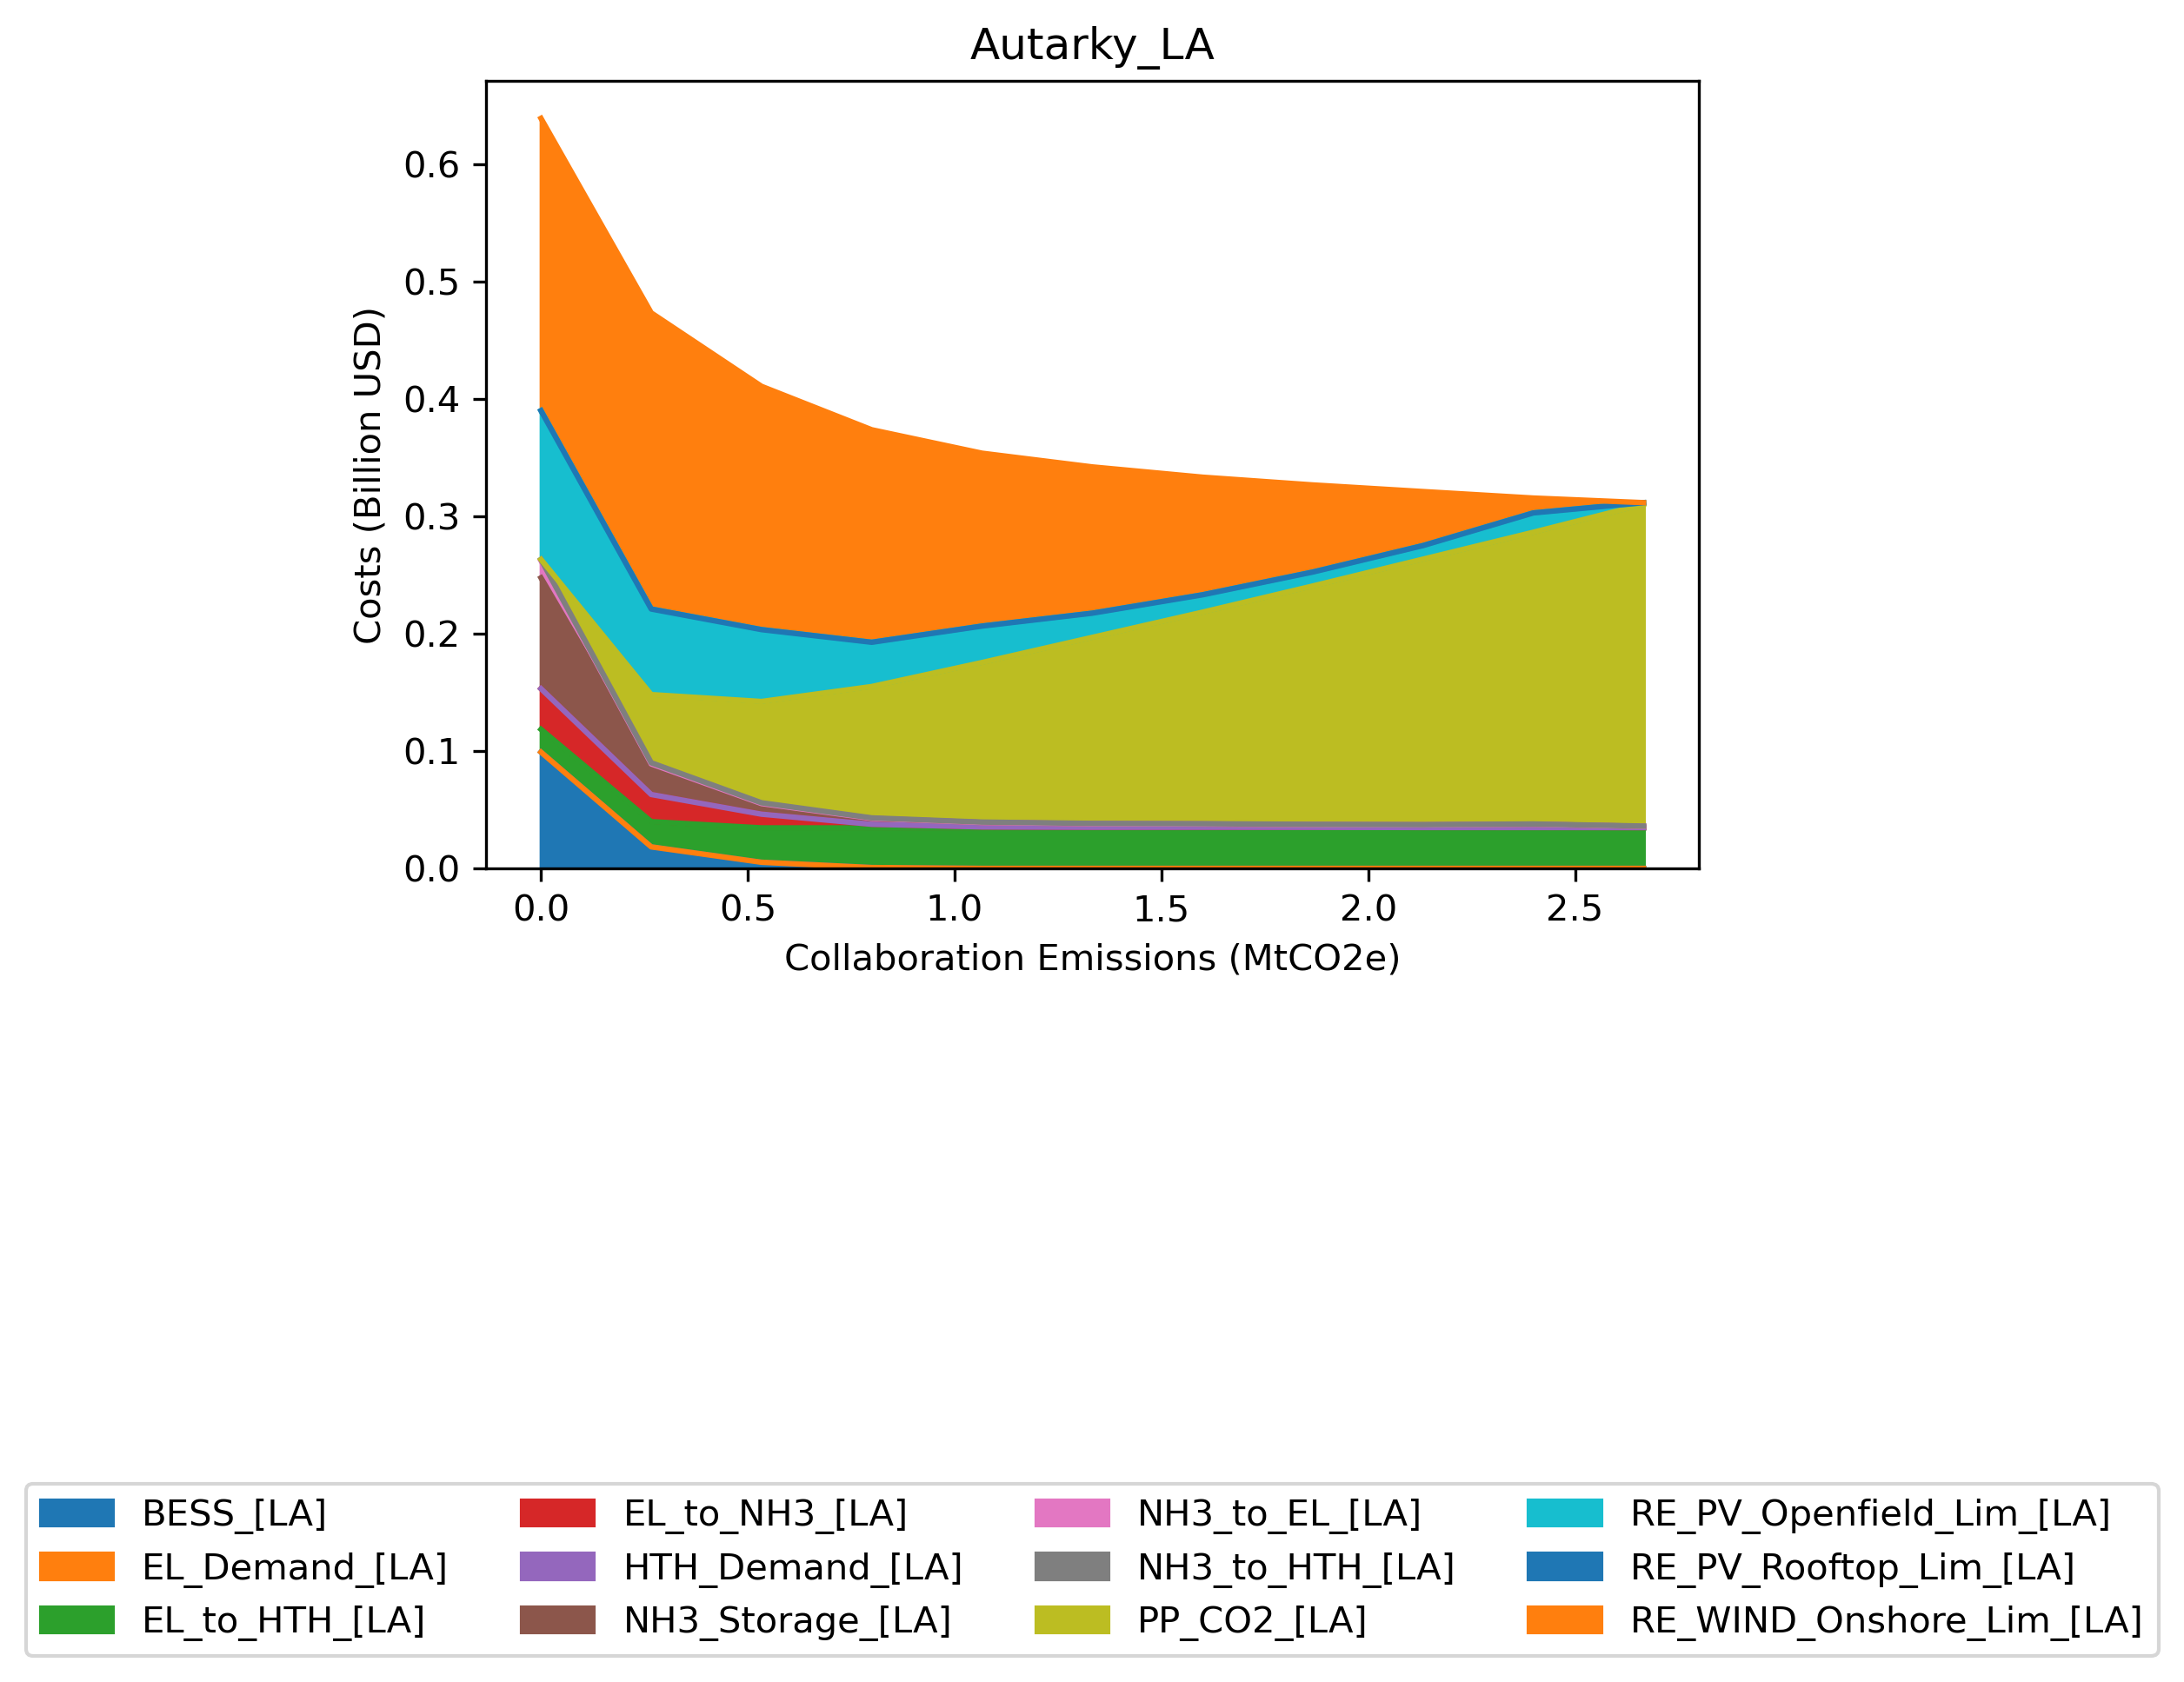 Autarky_LA
Costs (Billion USD)
0.6
0.5
0.4
0.3
0.2
0.1
0.0
0.0 0.5 1.0 1.5 2.0 2.5
Collaboration Emissions (MtCO2e)
BESS_[LA]
EL_Demand_[LA]
EL_to_HTH_[LA]
EL_to_NH3_[LA]
HTH_Demand_[LA]
NH3_Storage_[LA]
NH3_to_EL_[LA]
NH3_to_HTH_[LA]
PP_CO2_[LA]
RE_PV_Openfield_Lim_[LA]
RE_PV_Rooftop_Lim_[LA]
RE_WIND_Onshore_Lim_[LA]